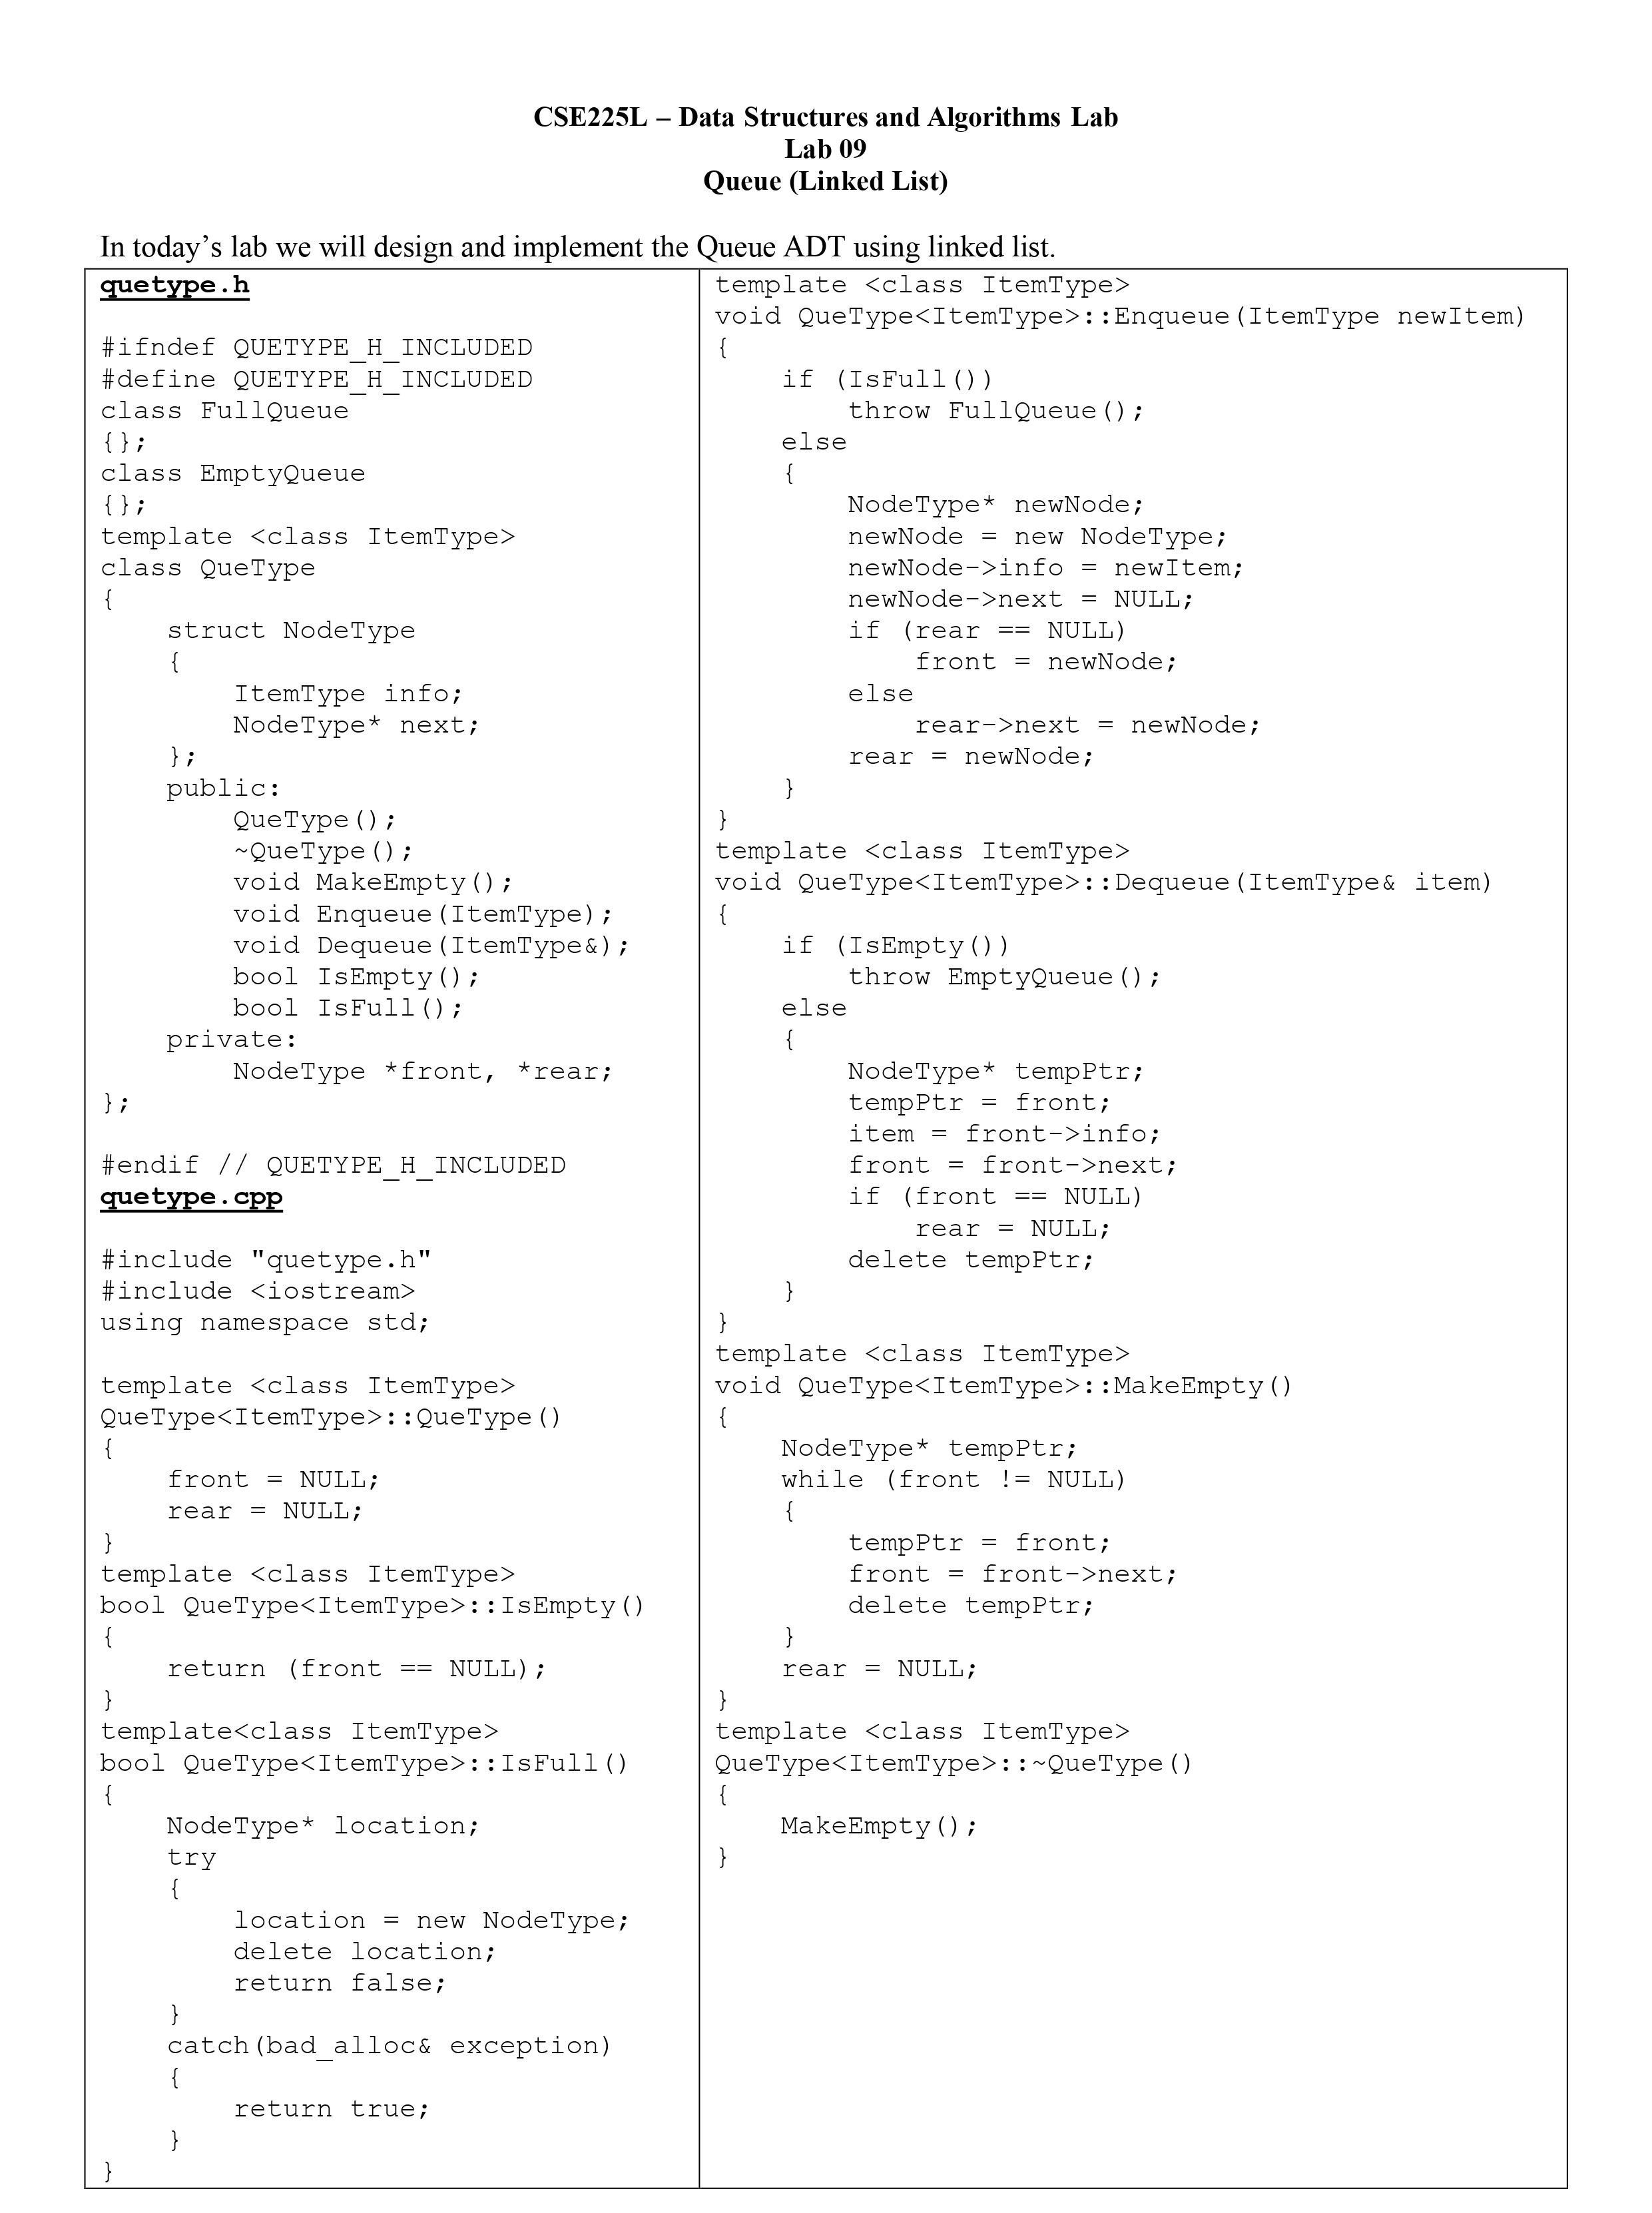 CSE225L – Data Structures and Algorithms Lab
Lab 09
Queue (Linked List)
In today’s lab we will design and implement the Queue ADT using linked list.
quetype.h
#ifndef QUETYPE_H_INCLUDED
#define QUETYPE_H_INCLUDED
class FullQueue
{};
class EmptyQueue
{};
template <class ItemType>
class QueType
{
    struct NodeType
    {
        ItemType info;
        NodeType* next;
    };
    public:
        QueType();
        ~QueType();
        void MakeEmpty();
        void Enqueue(ItemType);
        void Dequeue(ItemType&);
        bool IsEmpty();
        bool IsFull();
    private:
        NodeType *front, *rear;
};
#endif // QUETYPE_H_INCLUDED
quetype.cpp
#include "quetype.h"
#include <iostream>
using namespace std;
template <class ItemType>
QueType<ItemType>::QueType()
{
    front = NULL;
    rear = NULL;
}
template <class ItemType>
bool QueType<ItemType>::IsEmpty()
{
    return (front == NULL);
}
template<class ItemType>
bool QueType<ItemType>::IsFull()
{
    NodeType* location;
    try
    {
        location = new NodeType;
        delete location;
        return false;
    }
    catch(bad_alloc& exception)
    {
        return true;
    }
}
template <class ItemType>
void QueType<ItemType>::Enqueue(ItemType newItem)
{
    if (IsFull())
        throw FullQueue();
    else
    {
        NodeType* newNode;
        newNode = new NodeType;
        newNode->info = newItem;
        newNode->next = NULL;
        if (rear == NULL)
            front = newNode;
        else
            rear->next = newNode;
        rear = newNode;
    }
}
template <class ItemType>
void QueType<ItemType>::Dequeue(ItemType& item)
{
    if (IsEmpty())
        throw EmptyQueue();
    else
    {
        NodeType* tempPtr;
        tempPtr = front;
        item = front->info;
        front = front->next;
        if (front == NULL)
            rear = NULL;
        delete tempPtr;
    }
}
template <class ItemType>
void QueType<ItemType>::MakeEmpty()
{
    NodeType* tempPtr;
    while (front != NULL)
    {
        tempPtr = front;
        front = front->next;
        delete tempPtr;
    }
    rear = NULL;
}
template <class ItemType>
QueType<ItemType>::~QueType()
{
    MakeEmpty();
}